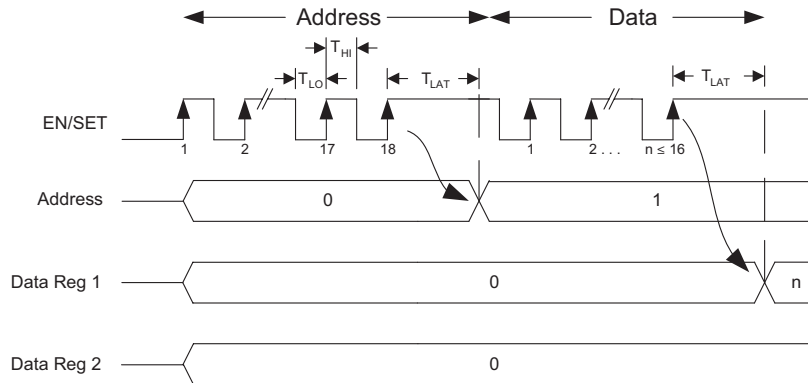 Address Data
T_HI
T_LO T_LAT T_LAT
EN/SET
1 2 17 18 1 2 . . . n ≤ 16
Address 0 1
Data Reg 1 0 n
Data Reg 2 0